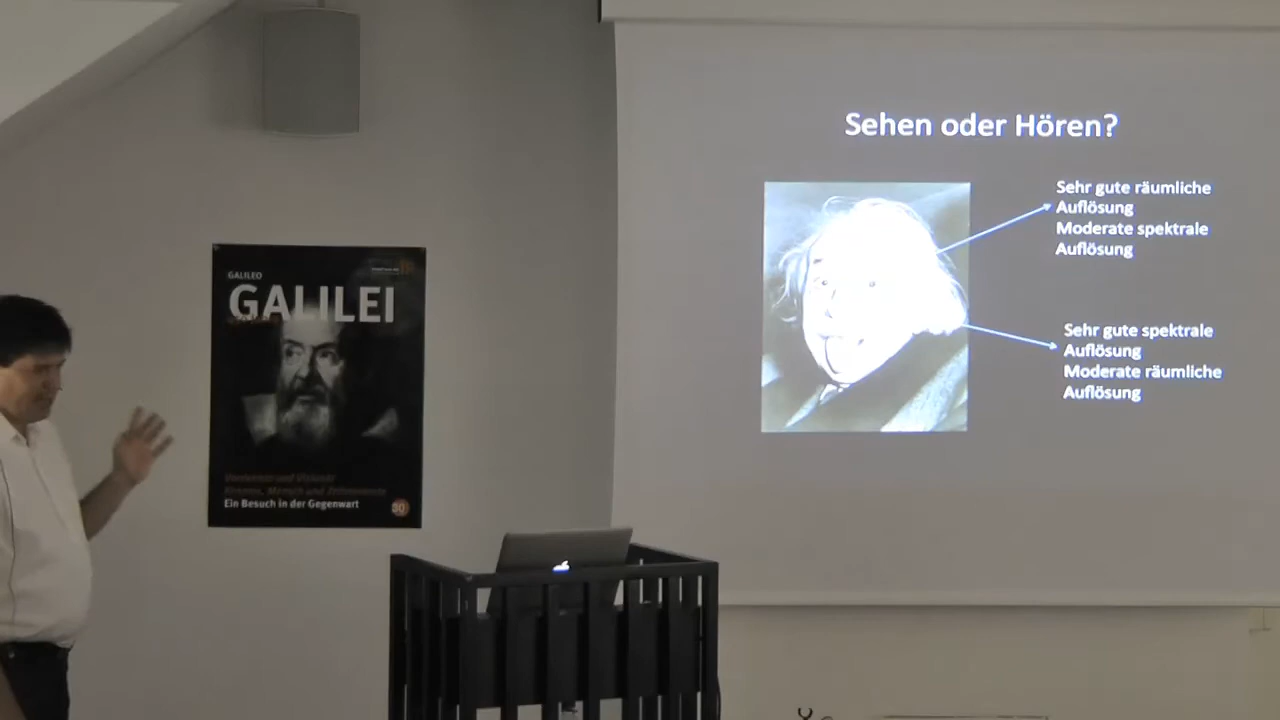 GALILEO
GALILEI
Ein Besuch in der Gegenwart
Sehen oder Hören?
Sehr gute räumliche
Auflösung
Moderate spektrale
Auflösung
Sehr gute spektrale
Auflösung
Moderate räumliche
Auflösung